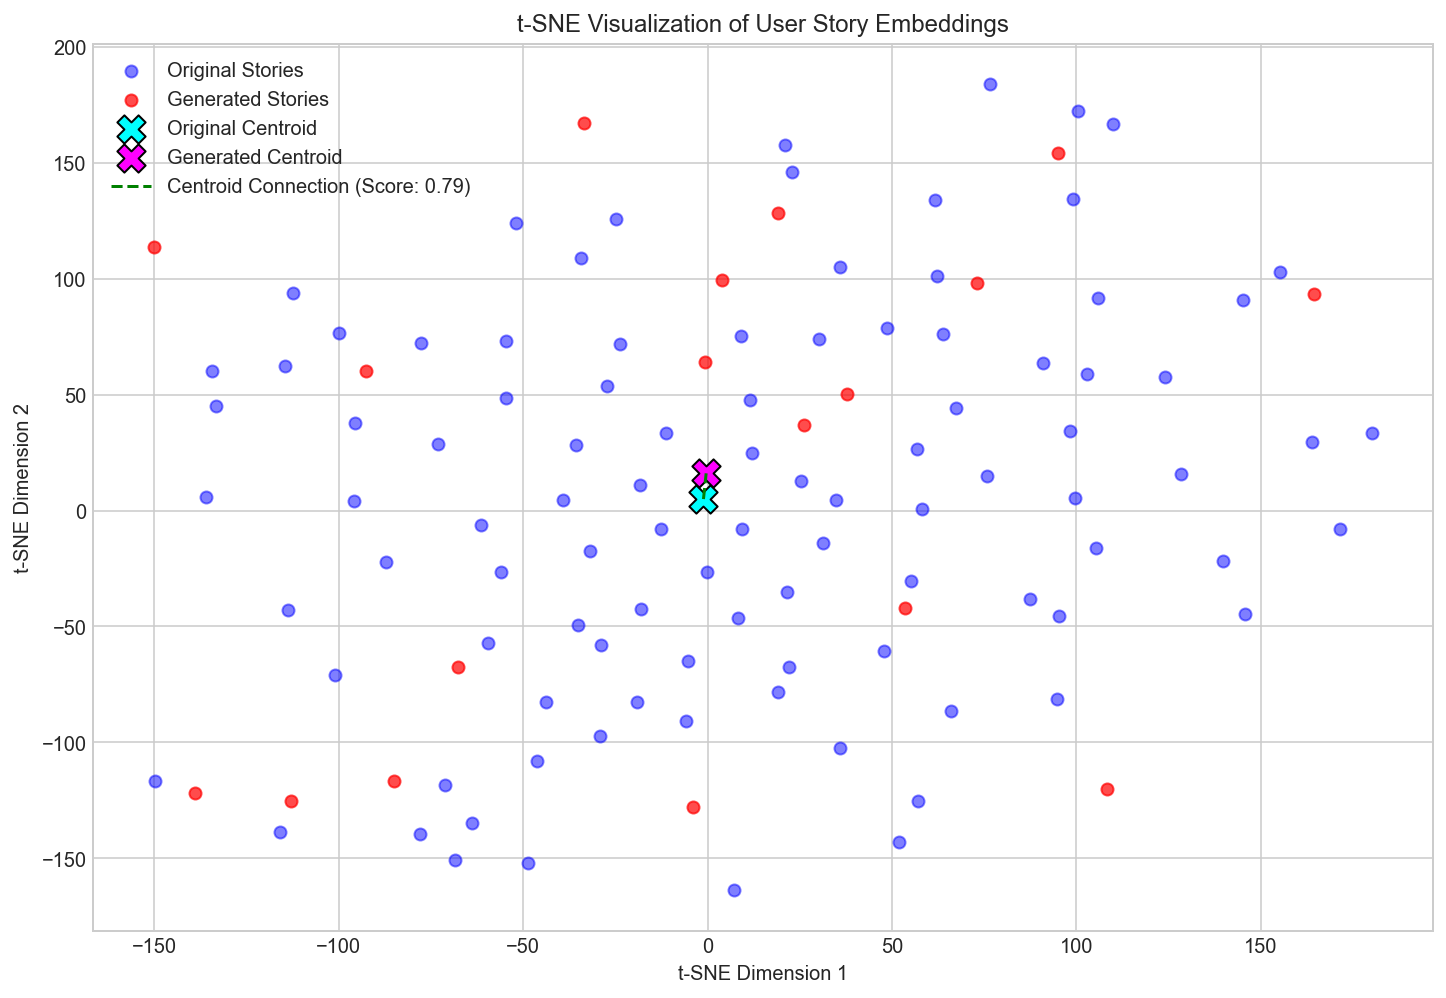 t-SNE Visualization of User Story Embeddings
200
150
100
50
0
−50
−100
−150
t-SNE Dimension 2
Original Stories
Generated Stories
Original Centroid
Generated Centroid
Centroid Connection (Score: 0.79)
−150 −100 −50 0 50 100 150
t-SNE Dimension 1